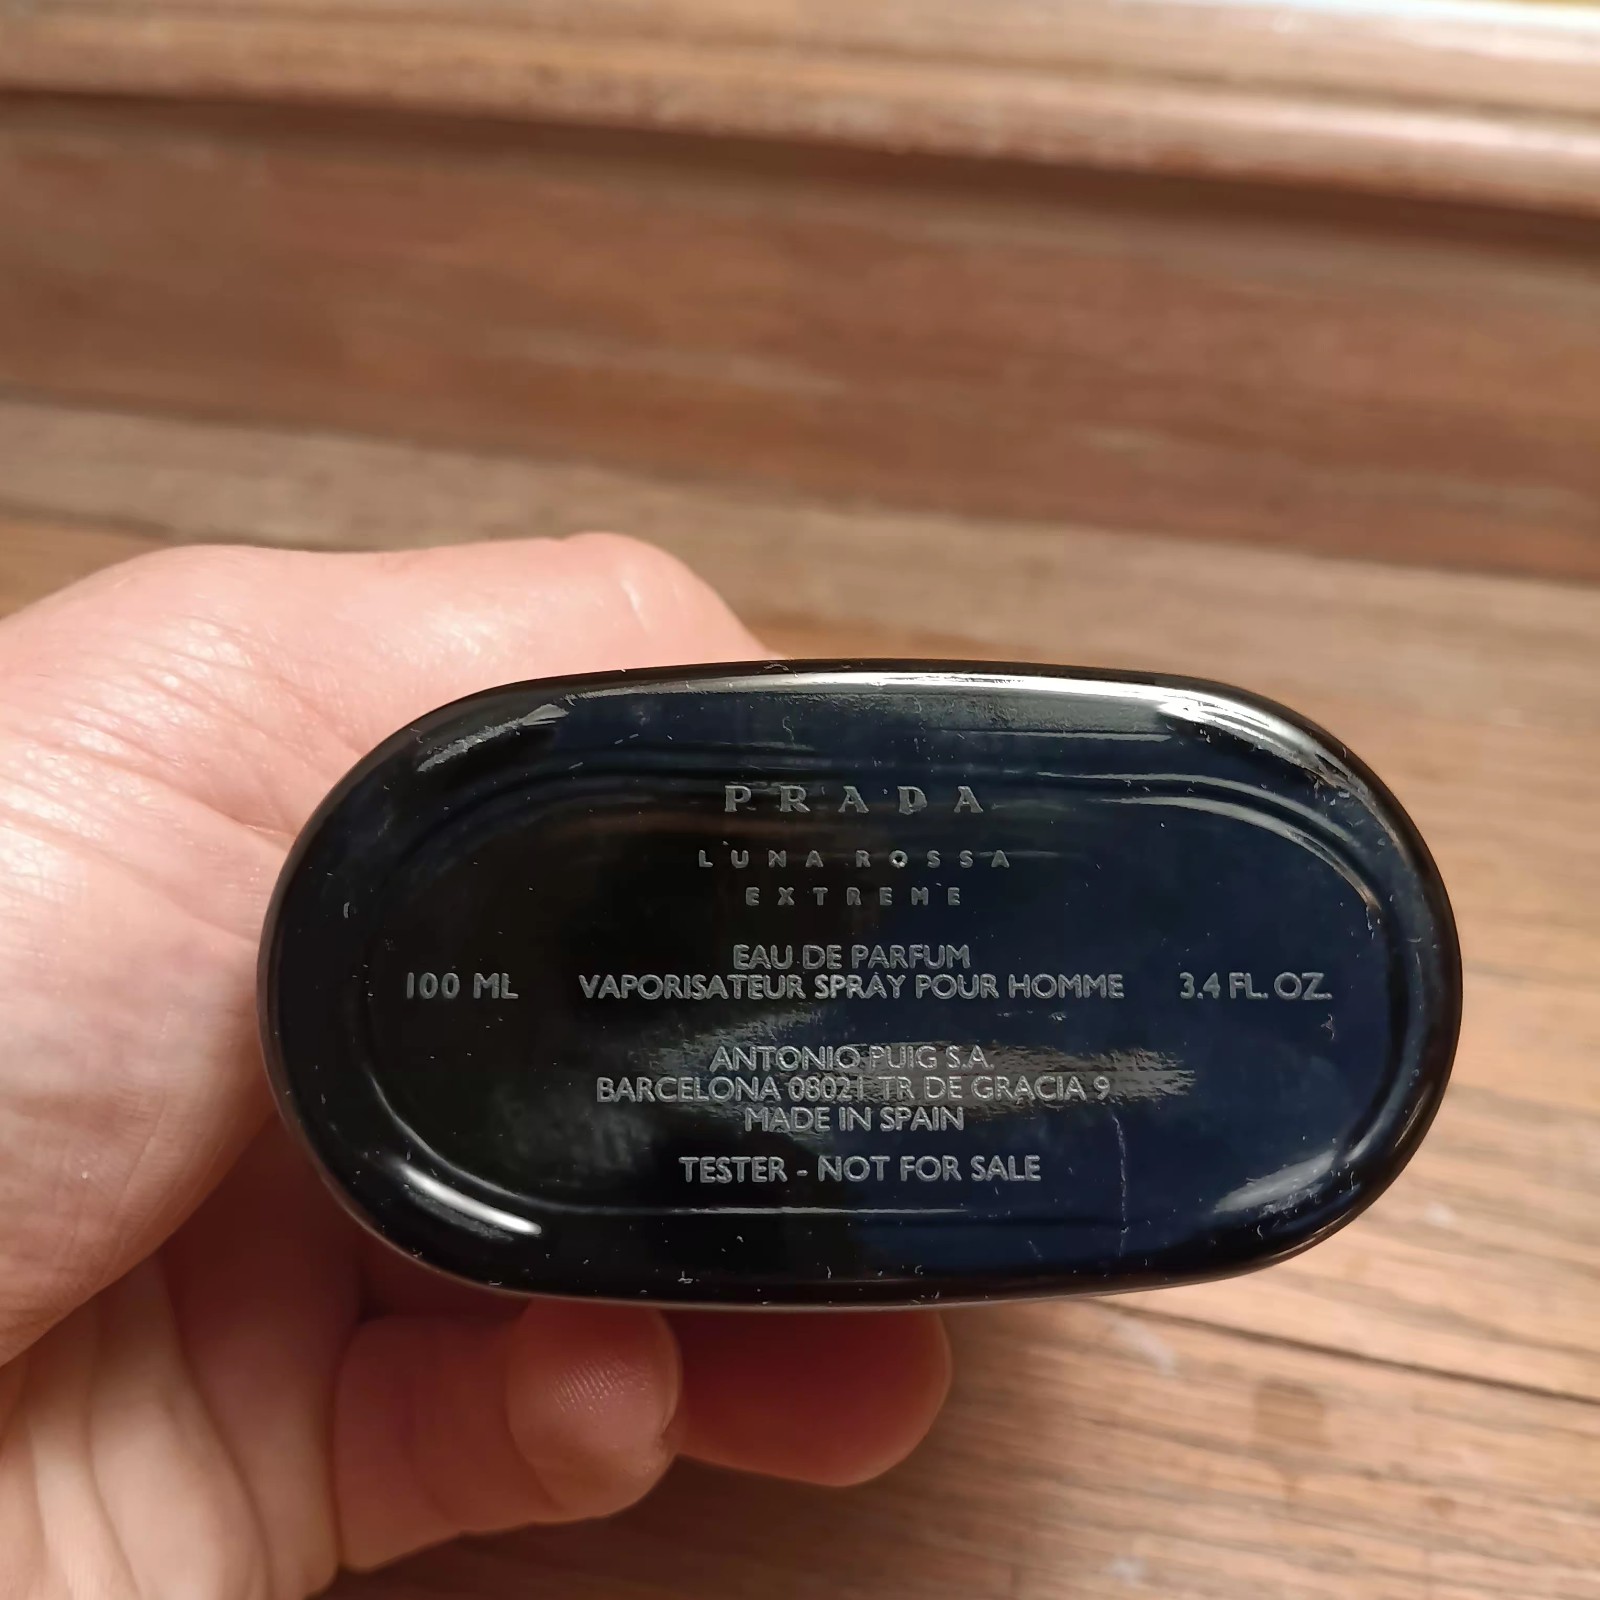 PRADA
LUNA ROSSA
EXTREME
EAU DE PARFUM
100 ML VAPORISATEUR SPRAY POUR HOMME 3.4 FL. OZ.
ANTONIO PUIG S.A.
BARCELONA 08021 TR DE GRACIA 9
MADE IN SPAIN
TESTER - NOT FOR SALE